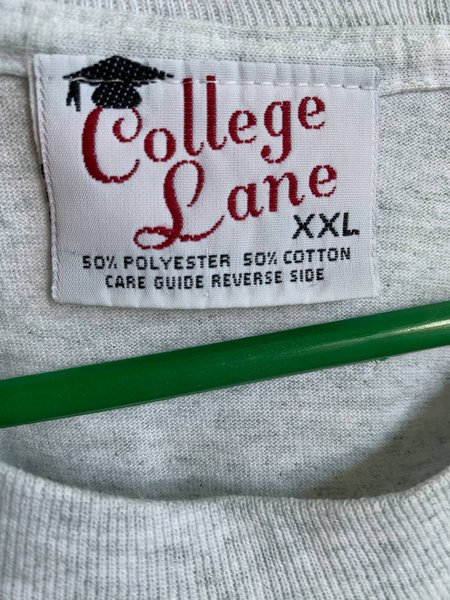 College
Lane
XXL
50% POLYESTER 50% COTTON
CARE GUIDE REVERSE SIDE